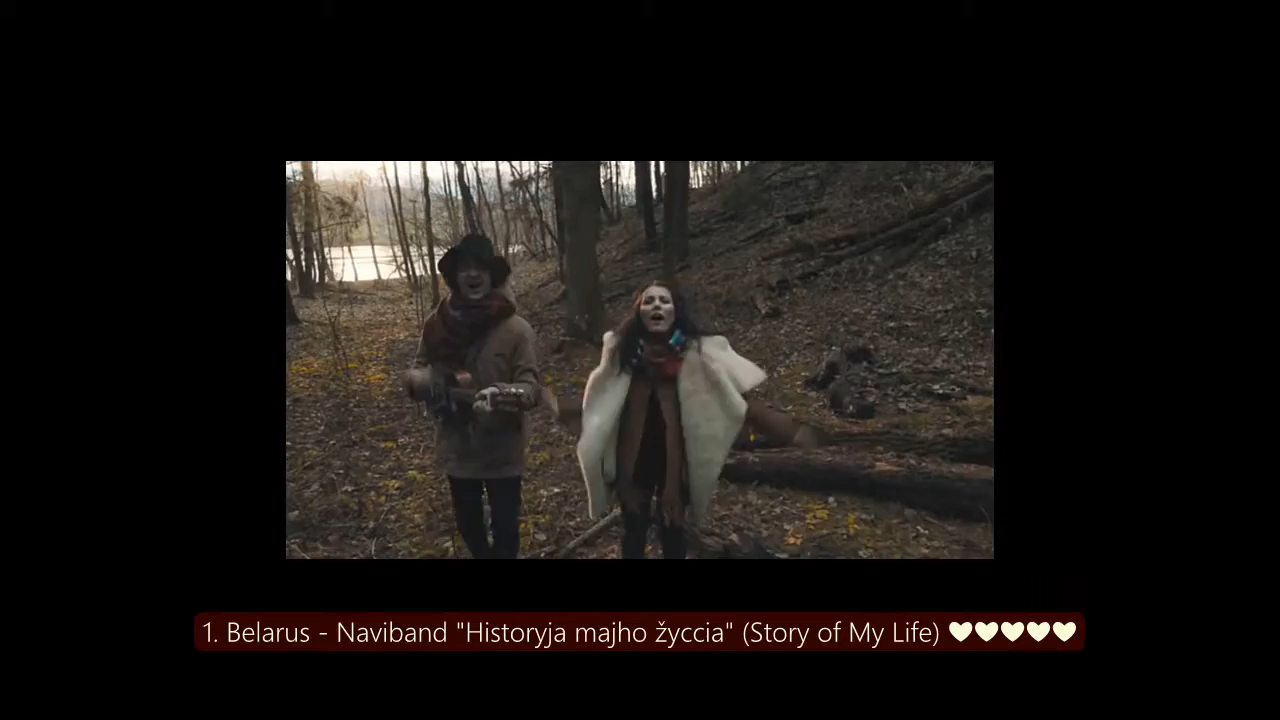 1. Belarus - Naviband "Historyja majho žyccia" (Story of My Life) ♥♥♥♥♥